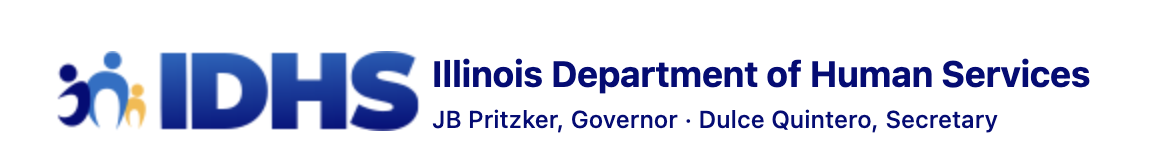 IDHS
Illinois Department of Human Services
JB Pritzker, Governor · Dulce Quintero, Secretary